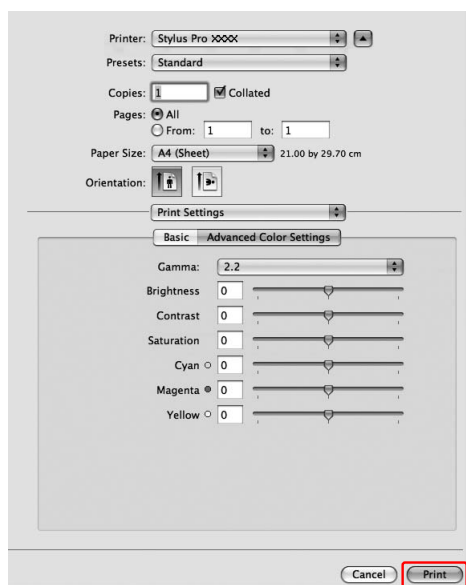 Printer: Stylus Pro XXXX
Presets: Standard
Copies: 1 Collated
Pages: All
From: 1 to: 1
Paper Size: A4 (Sheet) 21.00 by 29.70 cm
Orientation:
Print Settings
Basic Advanced Color Settings
Gamma: 2.2
Brightness 0
Contrast 0
Saturation 0
Cyan 0
Magenta 0
Yellow 0
Cancel Print